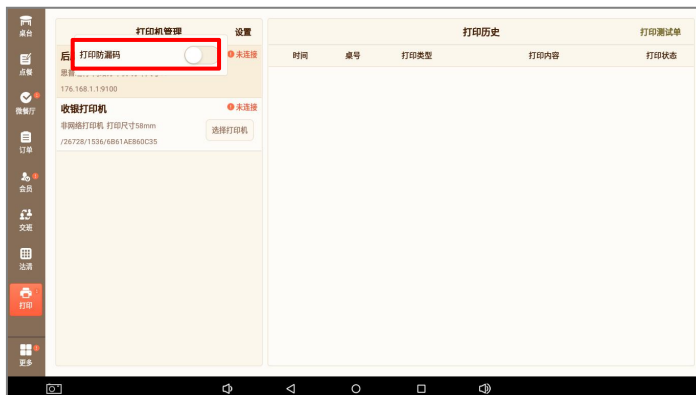 桌台
点餐
微餐厅
订单
会员
交班
沽清
打印
更多
打印机管理
设置
打印防漏码
后
未连接
176.168.1.1:9100
收银打印机
未连接
非网络打印机 打印尺寸58mm
选择打印机
/26728/1536/6B61AE860C35
打印历史
打印测试单
时间
桌号
打印类型
打印内容
打印状态